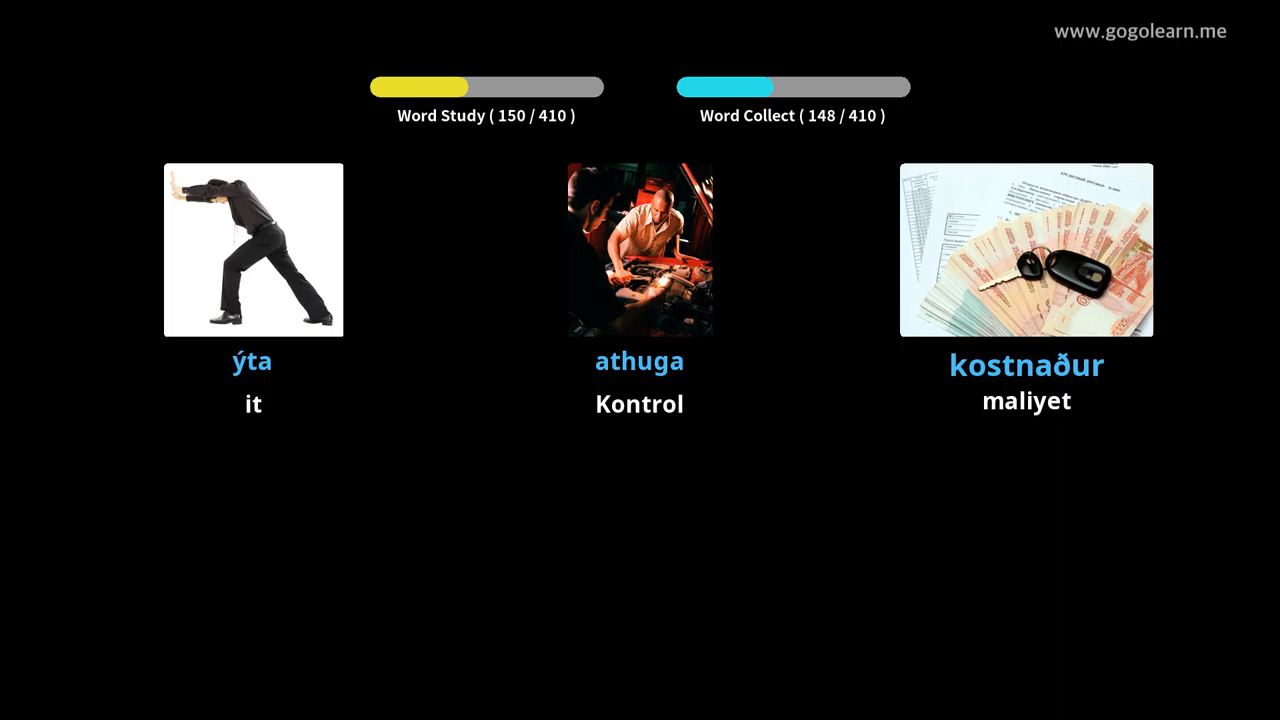 www.gogolearn.me
Word Study ( 150 / 410 )
Word Collect ( 148 / 410 )
ýta
athuga
kostnaður
it
Kontrol
maliyet